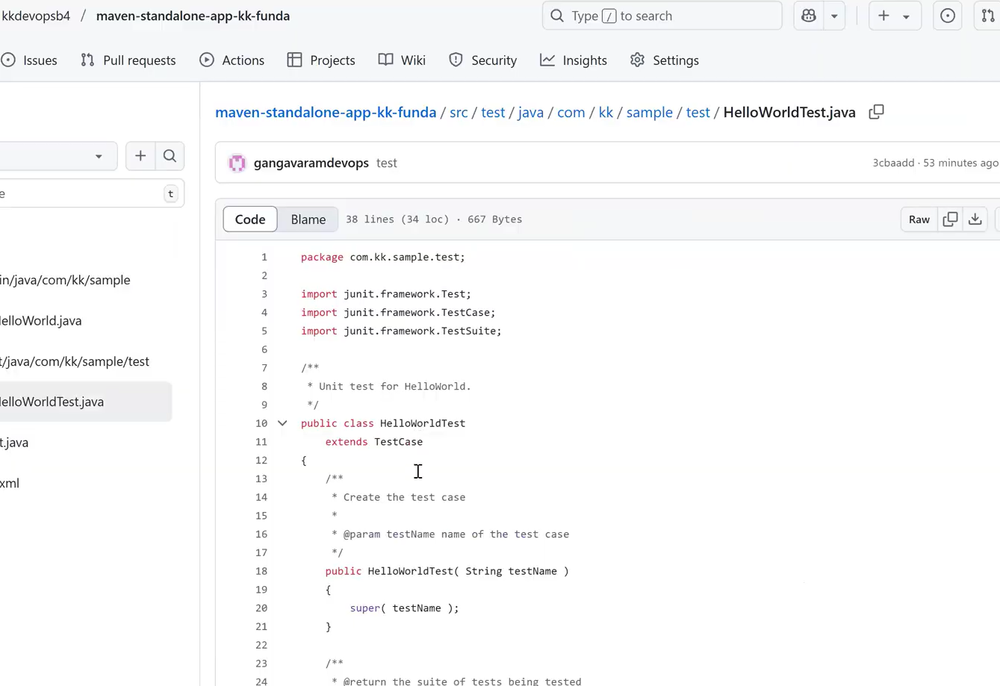 kkdevopsb4 / maven-standalone-app-kk-funda
Type / to search
Issues Pull requests Actions Projects Wiki Security Insights Settings
maven-standalone-app-kk-funda / src / test / java / com / kk / sample / test / HelloWorldTest.java
e
t
in/java/com/kk/sample
elloWorld.java
t/java/com/kk/sample/test
elloWorldTest.java
t.java
xml
gangavaramdevops test
3cbaadd · 53 minutes ago
Code Blame 38 lines (34 loc) · 667 Bytes
Raw
1 package com.kk.sample.test;
2
3 import junit.framework.Test;
4 import junit.framework.TestCase;
5 import junit.framework.TestSuite;
6
7 /**
8 * Unit test for HelloWorld.
9 */
10 public class HelloWorldTest
11 extends TestCase
12 {
13 /**
14 * Create the test case
15 *
16 * @param testName name of the test case
17 */
18 public HelloWorldTest( String testName )
19 {
20 super( testName );
21 }
22
23 /**
24 * @return the suite of tests being tested